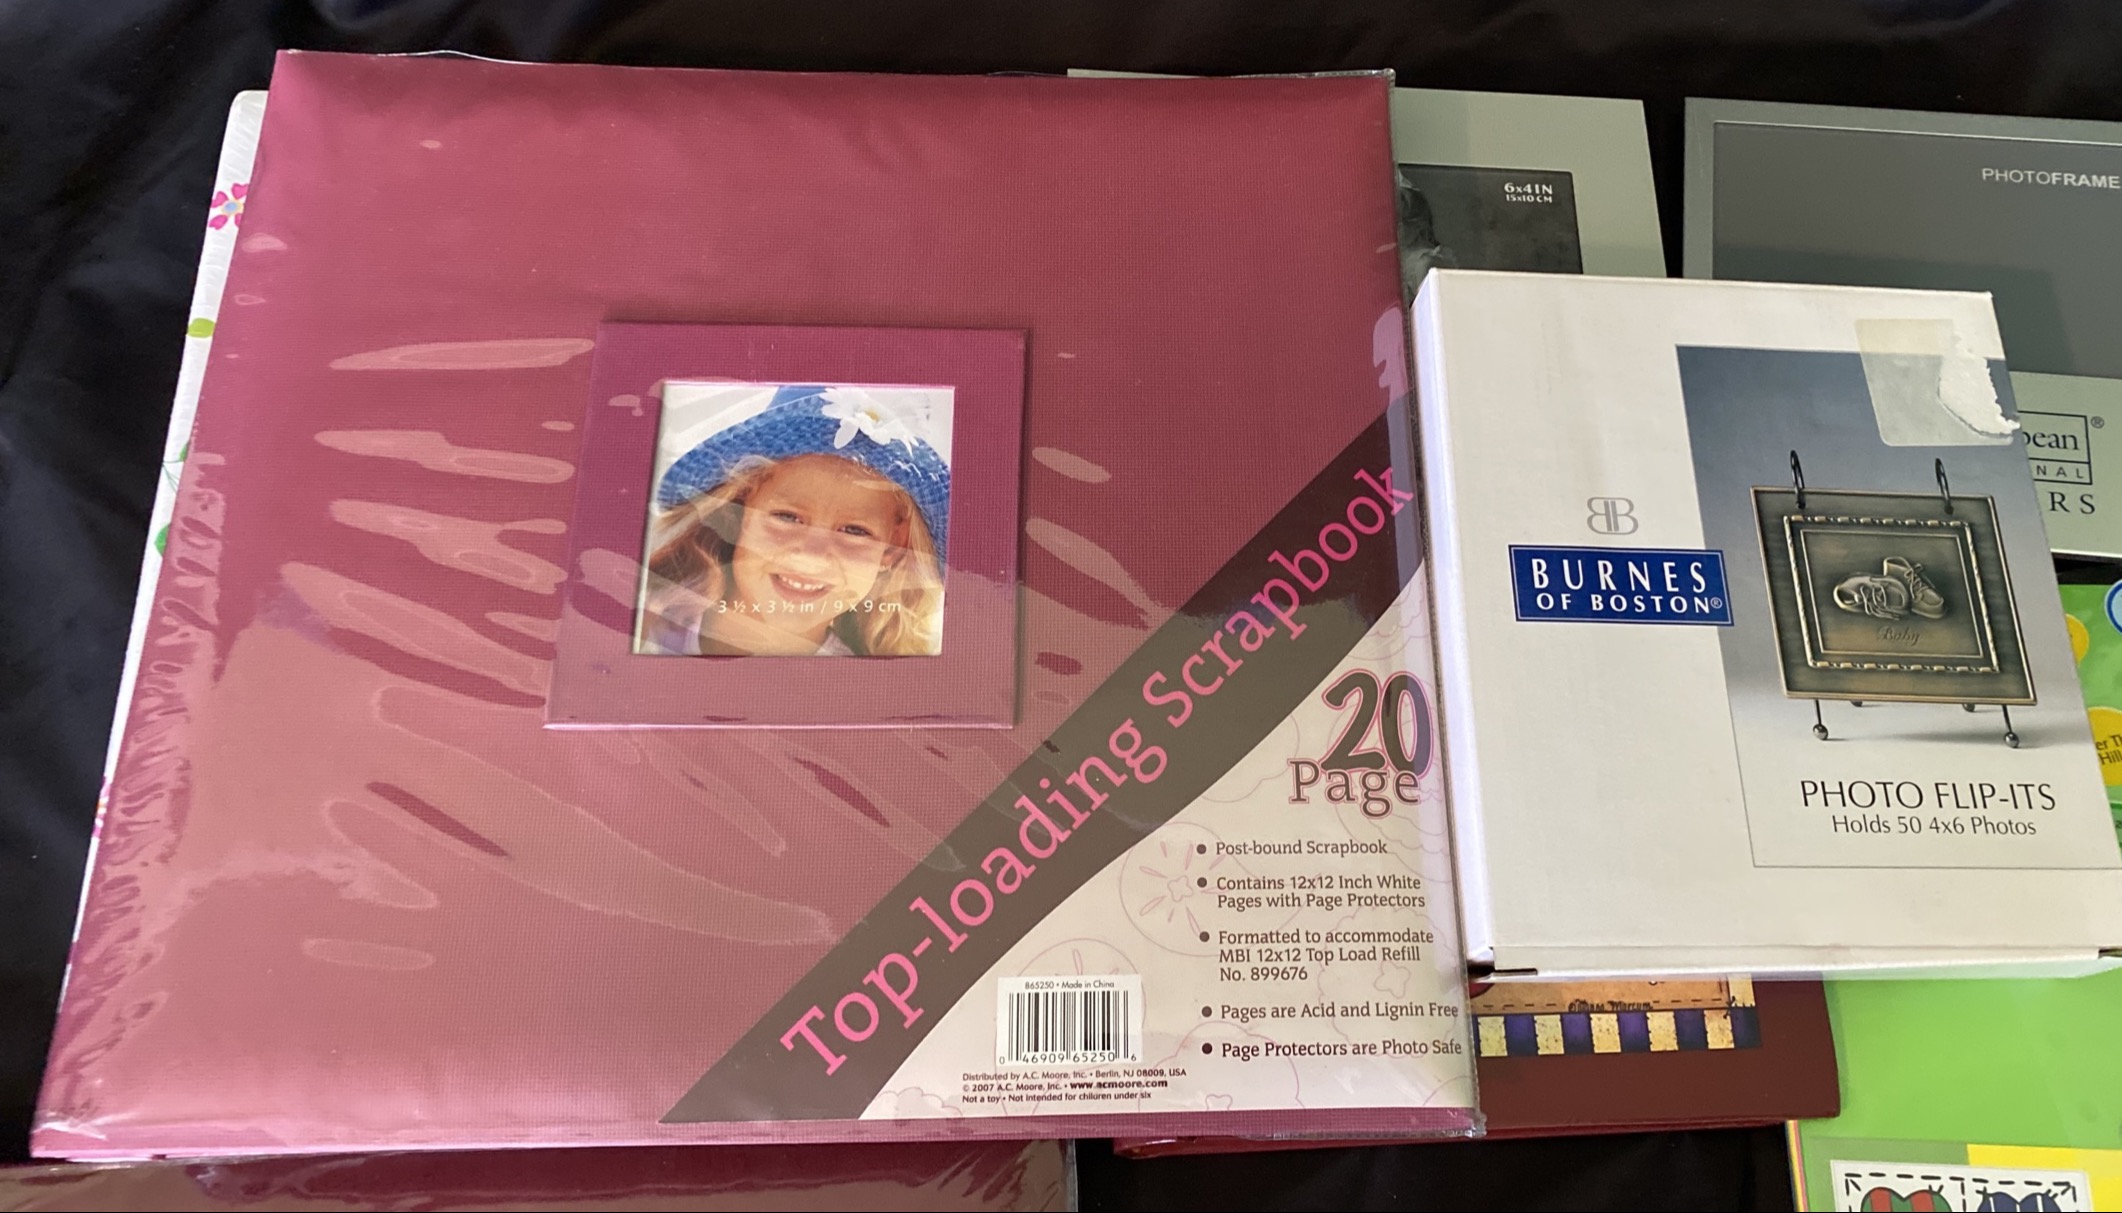 3 ½ x 3 ½ in / 9 x 9 cm
Top-loading Scrapbook
20
Page
● Post-bound Scrapbook
● Contains 12x12 Inch White
Pages with Page Protectors
● Formatted to accommodate
MBI 12x12 Top Load Refill
No. 899676
● Pages are Acid and Lignin Free
● Page Protectors are Photo Safe
865250 • Made in China
0 46909 65250 6
Distributed by A.C. Moore, Inc. • Berlin, NJ 08009, USA
© 2007 A.C. Moore, Inc. • www.acmoore.com
Not a toy • Not intended for children under six
6x4IN
15x10CM
PHOTOFRAME
BB
BURNES
OF BOSTON®
Baby
PHOTO FLIP-ITS
Holds 50 4x6 Photos
pean®
NAL
RS